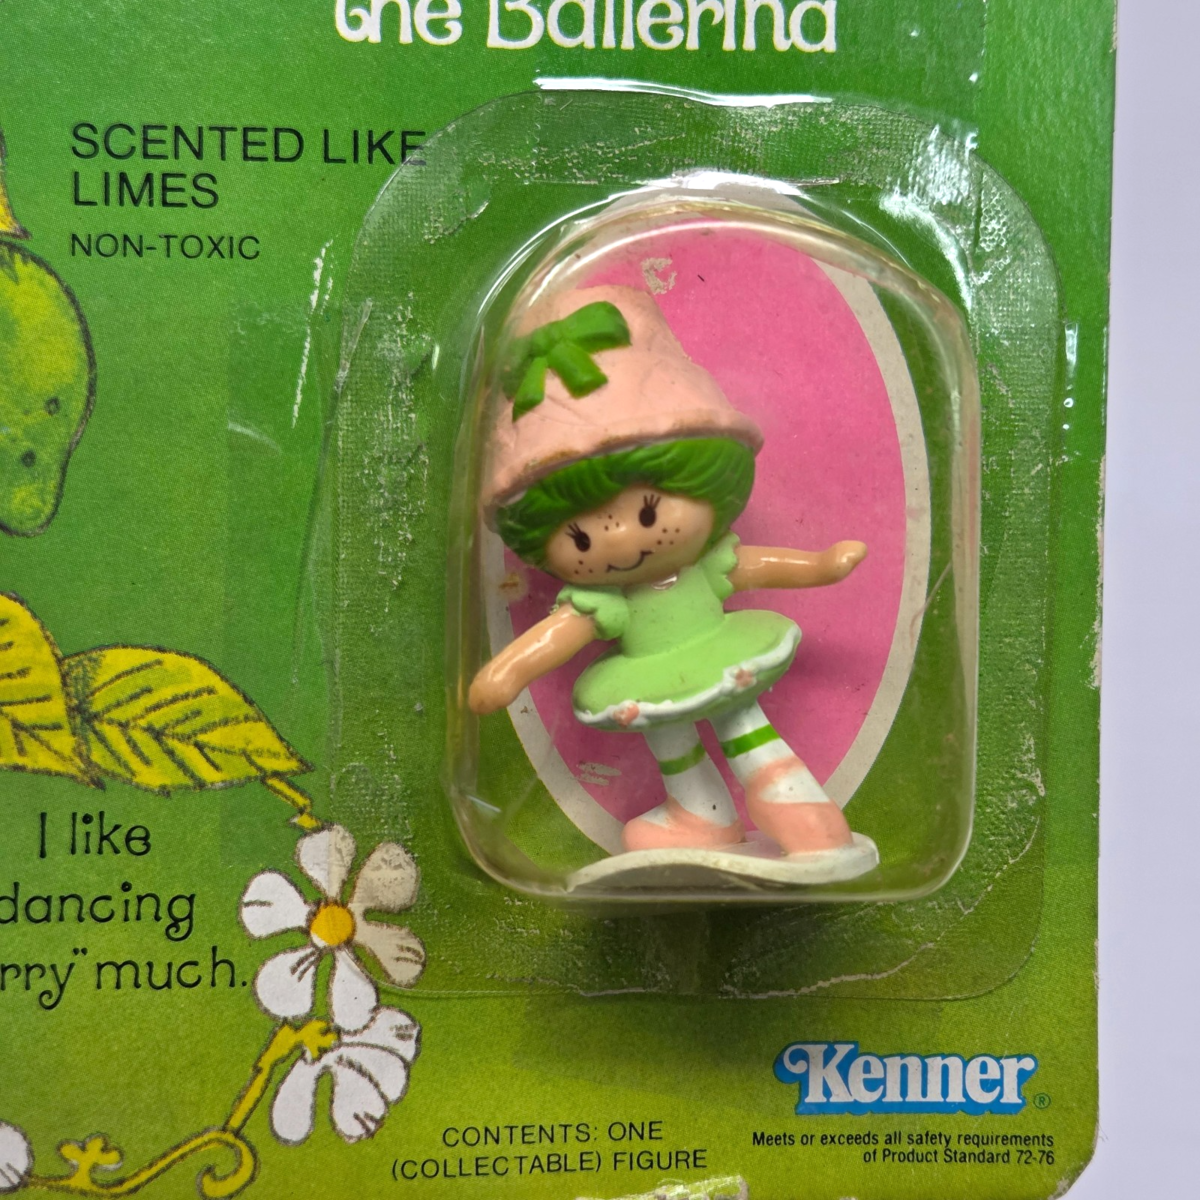 the Ballerina
SCENTED LIKE
LIMES
NON-TOXIC
I like
dancing
rry" much.
Kenner®
CONTENTS: ONE
(COLLECTABLE) FIGURE
Meets or exceeds all safety requirements
of Product Standard 72-76